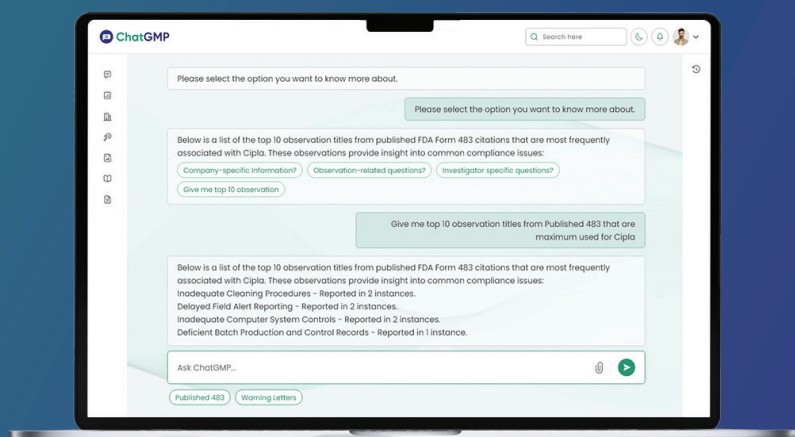 ChatGMP
Search here
Please select the option you want to know more about.
Please select the option you want to know more about.
Below is a list of the top 10 observation titles from published FDA Form 483 citations that are most frequently
associated with Cipla. These observations provide insight into common compliance issues:
Company-specific Information? Observation-related questions? Investigator specific questions?
Give me top 10 observation
Give me top 10 observation titles from Published 483 that are
maximum used for Cipla
Below is a list of the top 10 observation titles from published FDA Form 483 citations that are most frequently
associated with Cipla. These observations provide insight into common compliance issues:
Inadequate Cleaning Procedures - Reported in 2 instances.
Delayed Field Alert Reporting - Reported in 2 instances.
Inadequate Computer System Controls - Reported in 2 instances.
Deficient Batch Production and Control Records - Reported in 1 instance.
Ask ChatGMP...
Published 483 Warning Letters